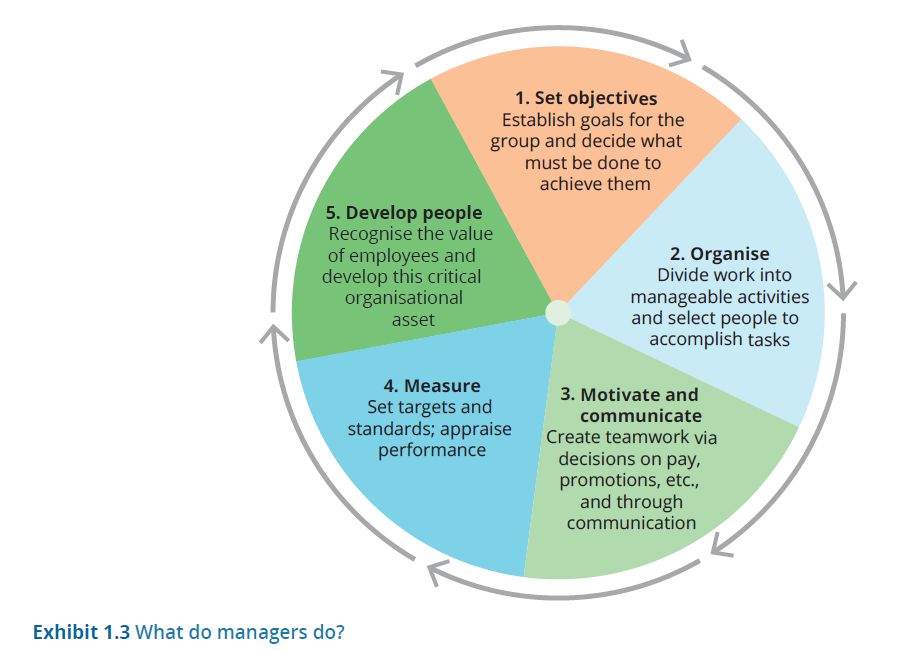 1. Set objectives
Establish goals for the
group and decide what
must be done to
achieve them
2. Organise
Divide work into
manageable activities
and select people to
accomplish tasks
3. Motivate and
communicate
Create teamwork via
decisions on pay,
promotions, etc.,
and through
communication
4. Measure
Set targets and
standards; appraise
performance
5. Develop people
Recognise the value
of employees and
develop this critical
organisational
asset
Exhibit 1.3 What do managers do?